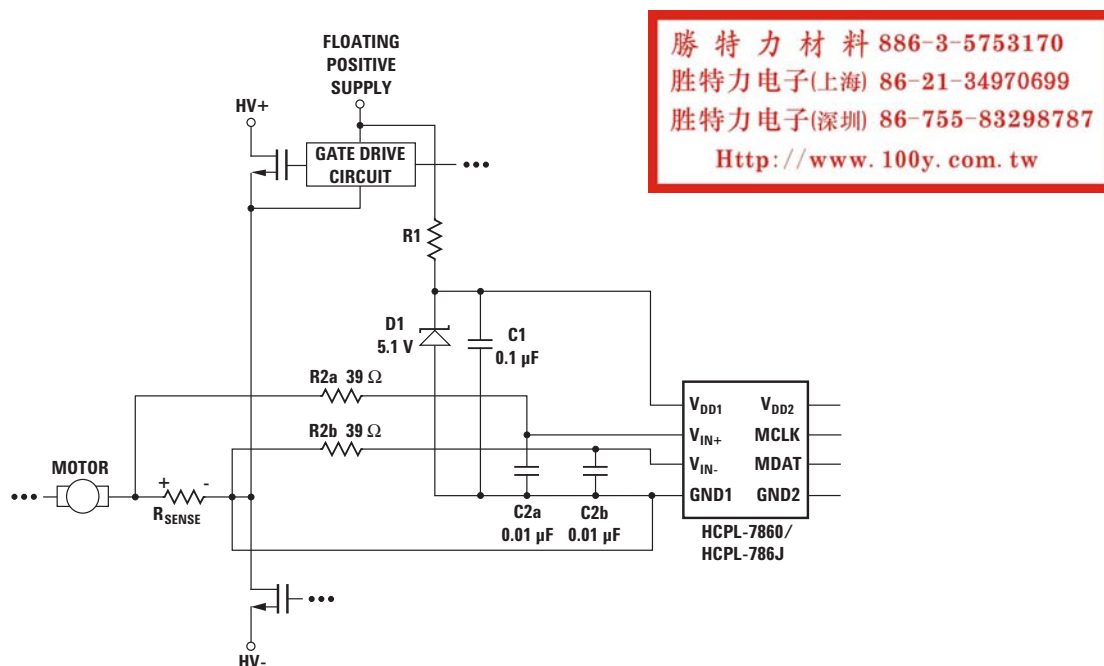 勝特力材料 886-3-5753170
胜特力电子(上海) 86-21-34970699
胜特力电子(深圳) 86-755-83298787
Http://www.100y.com.tw
FLOATING
POSITIVE
SUPPLY
HV+
GATE DRIVE
CIRCUIT
•••
R1
D1
5.1 V
C1
0.1 µF
R2a 39 Ω
R2b 39 Ω
MOTOR
•••
+ -
RSENSE
VDD1 VDD2
VIN+ MCLK
VIN- MDAT
GND1 GND2
C2a
0.01 µF
C2b
0.01 µF
HCPL-7860/
HCPL-786J
•••
HV-